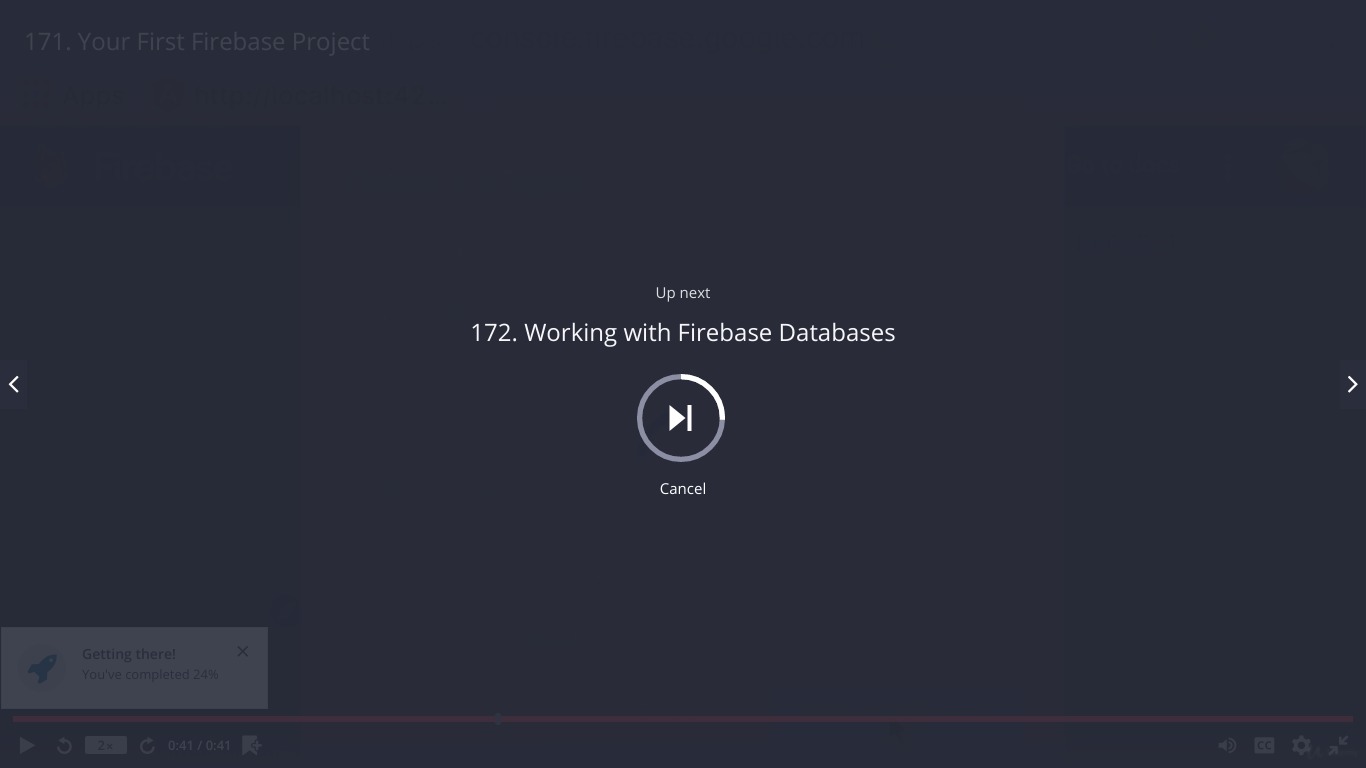 171. Your First Firebase Project
Up next
172. Working with Firebase Databases
Cancel
Getting there!
You've completed 24%
2x
0:41 / 0:41
CC